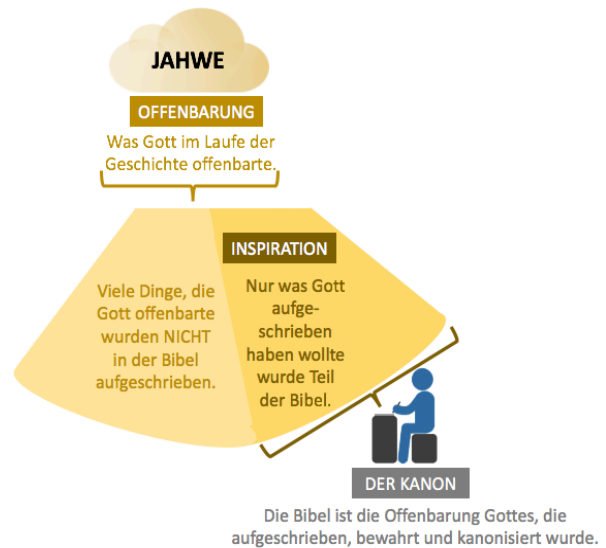 JAHWE
OFFENBARUNG
Was Gott im Laufe der
Geschichte offenbarte.
INSPIRATION
Viele Dinge, die
Gott offenbarte
wurden NICHT
in der Bibel
aufgeschrieben.
Nur was Gott
aufge-
schrieben
haben wollte
wurde Teil
der Bibel.
DER KANON
Die Bibel ist die Offenbarung Gottes, die
aufgeschrieben, bewahrt und kanonisiert wurde.